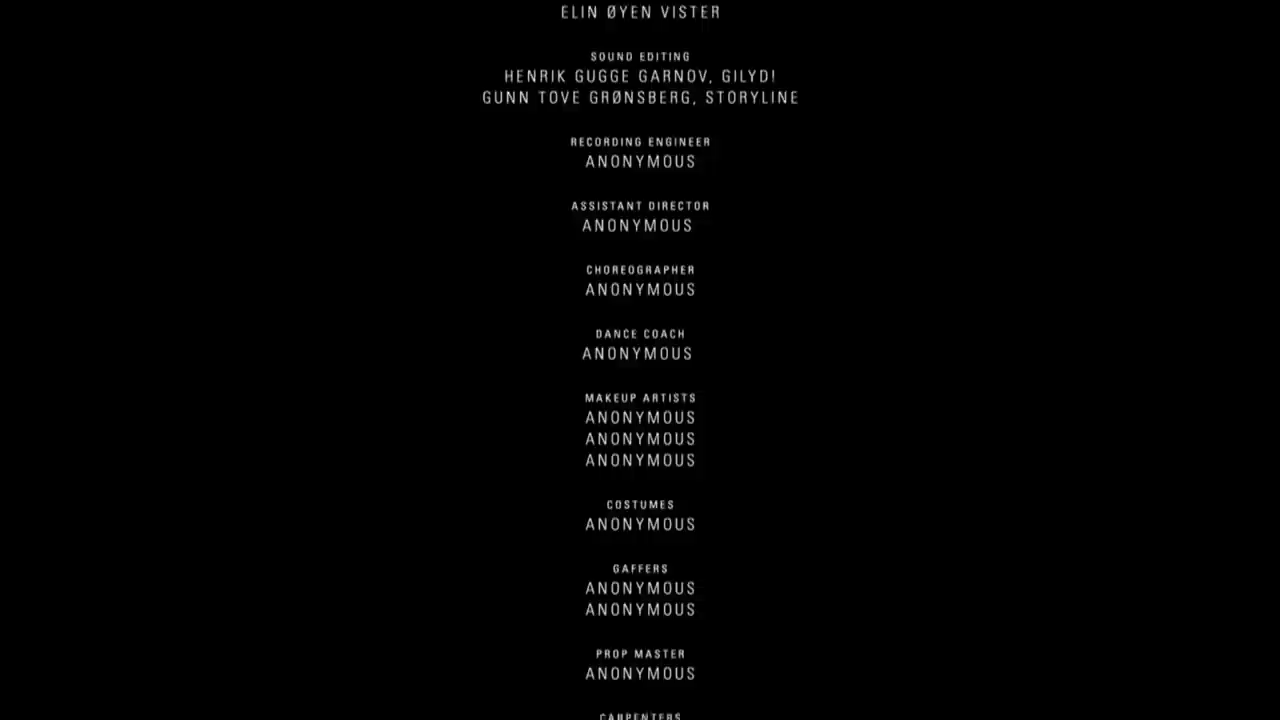 ELIN ØYEN VISTER
SOUND EDITING
HENRIK GUGGE GARNOV, GILYD!
GUNN TOVE GRØNSBERG, STORYLINE
RECORDING ENGINEER
ANONYMOUS
ASSISTANT DIRECTOR
ANONYMOUS
CHOREOGRAPHER
ANONYMOUS
DANCE COACH
ANONYMOUS
MAKEUP ARTISTS
ANONYMOUS
ANONYMOUS
ANONYMOUS
COSTUMES
ANONYMOUS
GAFFERS
ANONYMOUS
ANONYMOUS
PROP MASTER
ANONYMOUS
CARPENTERS